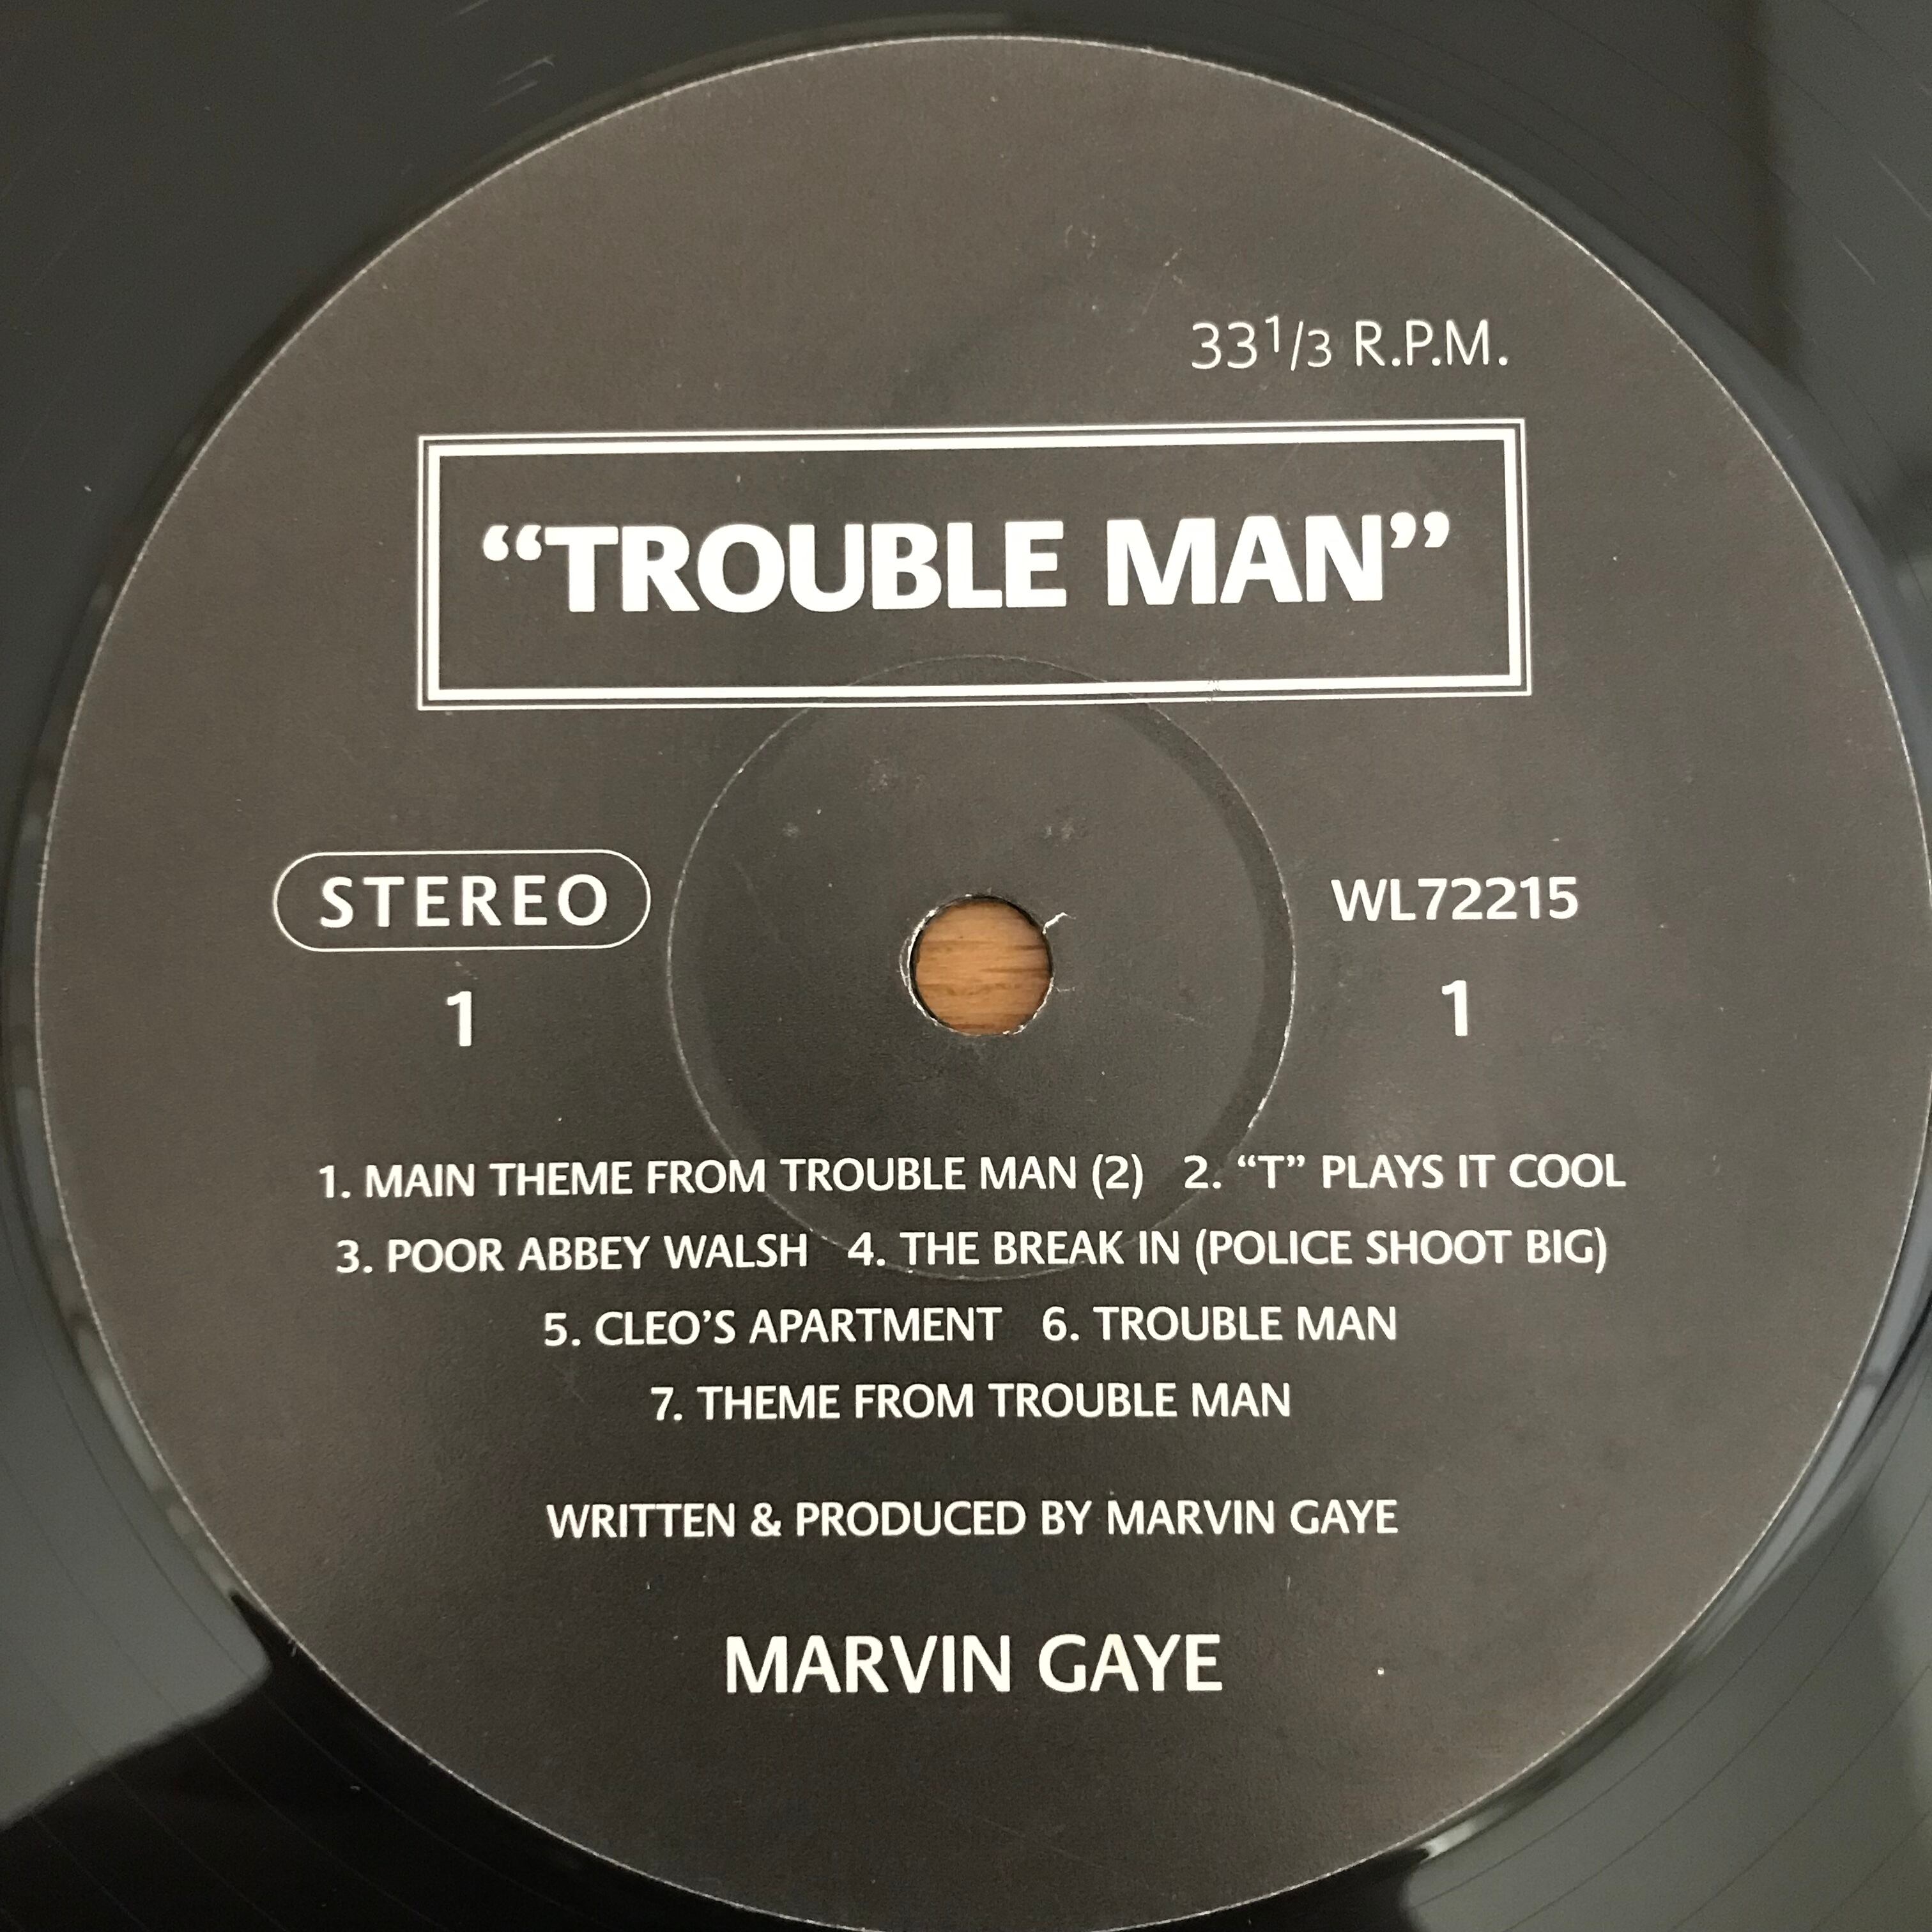 33 1/3 R.P.M.
“TROUBLE MAN”
STEREO
WL72215
1
1
1. MAIN THEME FROM TROUBLE MAN (2) 2. “T” PLAYS IT COOL
3. POOR ABBEY WALSH 4. THE BREAK IN (POLICE SHOOT BIG)
5. CLEO’S APARTMENT 6. TROUBLE MAN
7. THEME FROM TROUBLE MAN
WRITTEN & PRODUCED BY MARVIN GAYE
MARVIN GAYE